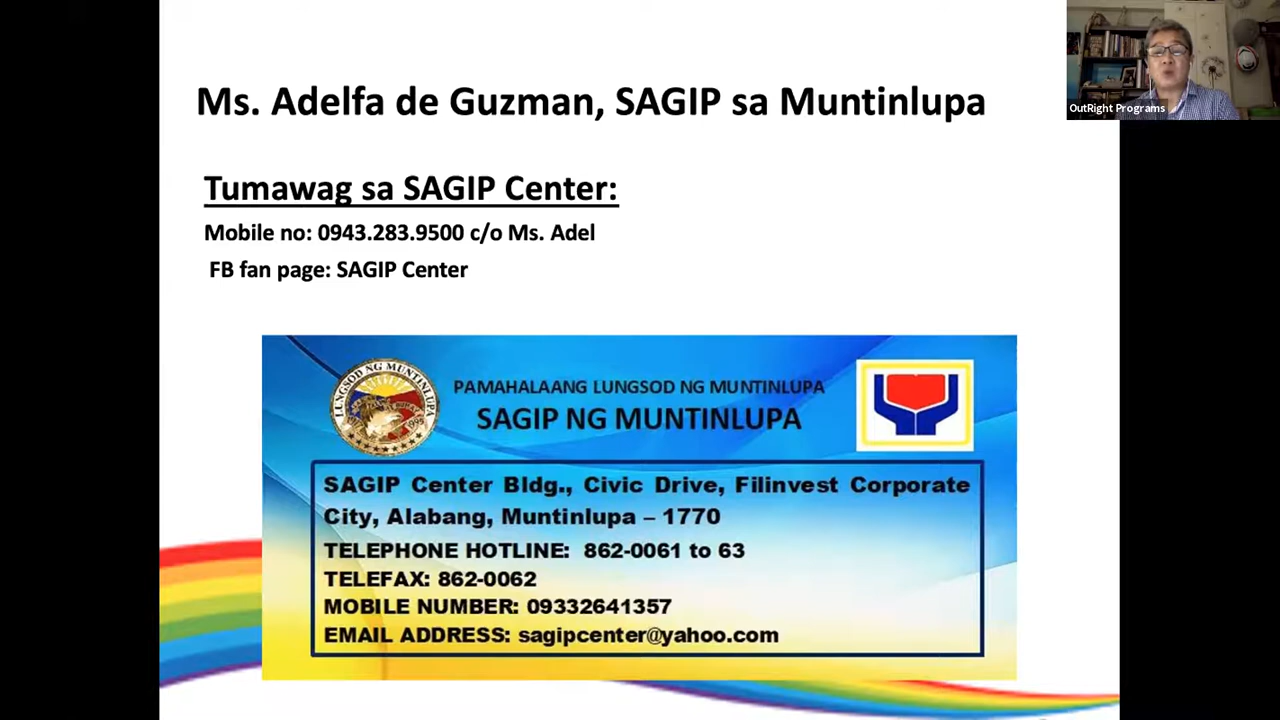 Ms. Adelfa de Guzman, SAGIP sa Muntinlupa
OutRight Programs
Tumawag sa SAGIP Center:
Mobile no: 0943.283.9500 c/o Ms. Adel
FB fan page: SAGIP Center
LUNGSOD NG MUNTINLUPA
PAMAHALAANG LUNGSOD NG MUNTINLUPA
SAGIP NG MUNTINLUPA
SAGIP Center Bldg., Civic Drive, Filinvest Corporate
City, Alabang, Muntinlupa – 1770
TELEPHONE HOTLINE: 862-0061 to 63
TELEFAX: 862-0062
MOBILE NUMBER: 09332641357
EMAIL ADDRESS: sagipcenter@yahoo.com